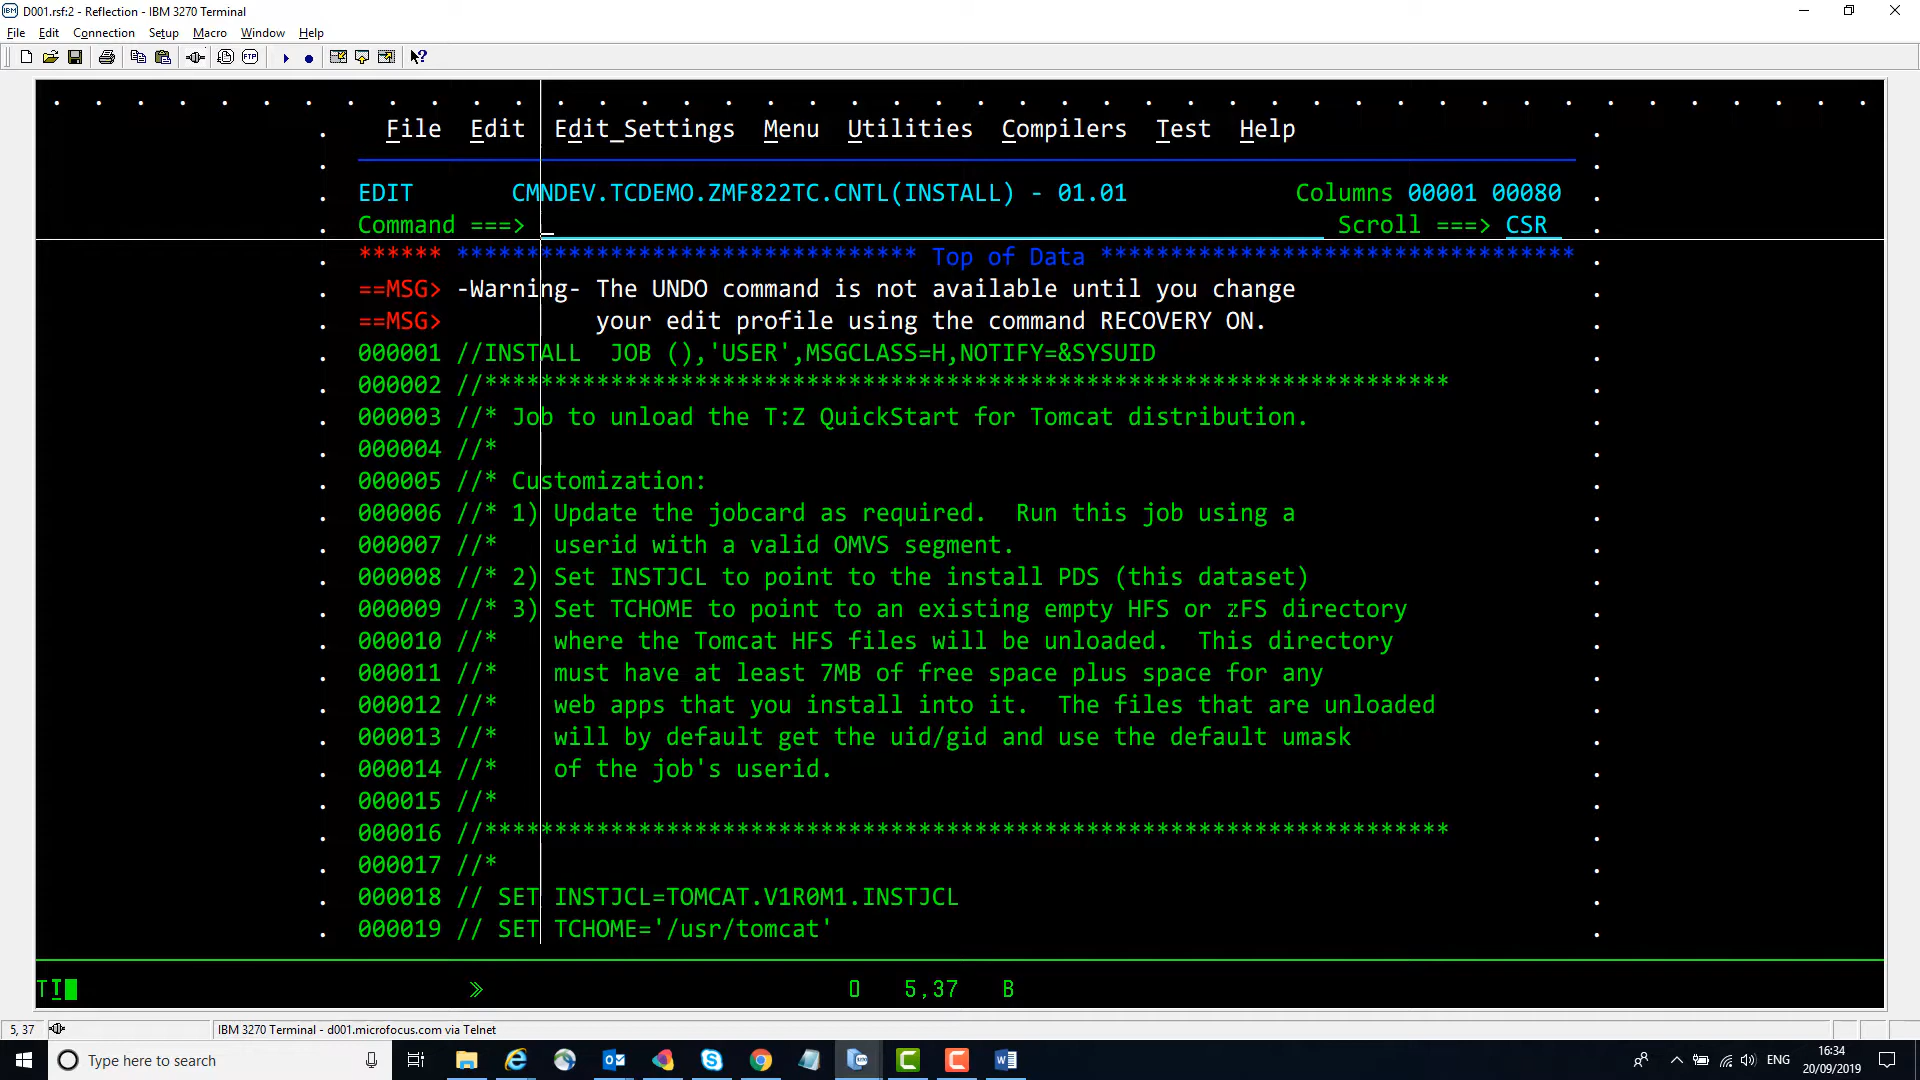 D001.rsf:2 - Reflection - IBM 3270 Terminal
File Edit Connection Setup Macro Window Help
File Edit Edit_Settings Menu Utilities Compilers Test Help
EDIT CMNDEV.TCDEMO.ZMF822TC.CNTL(INSTALL) - 01.01 Columns 00001 00080
Command ===> _ Scroll ===> CSR
****** ********************************* Top of Data **********************************
==MSG> -Warning- The UNDO command is not available until you change
==MSG> your edit profile using the command RECOVERY ON.
000001 //INSTALL  JOB (),'USER',MSGCLASS=H,NOTIFY=&SYSUID
000002 //*********************************************************************
000003 //* Job to unload the T:Z QuickStart for Tomcat distribution.
000004 //*
000005 //* Customization:
000006 //* 1) Update the jobcard as required.  Run this job using a
000007 //*    userid with a valid OMVS segment.
000008 //* 2) Set INSTJCL to point to the install PDS (this dataset)
000009 //* 3) Set TCHOME to point to an existing empty HFS or zFS directory
000010 //*    where the Tomcat HFS files will be unloaded.  This directory
000011 //*    must have at least 7MB of free space plus space for any
000012 //*    web apps that you install into it.  The files that are unloaded
000013 //*    will by default get the uid/gid and use the default umask
000014 //*    of the job's userid.
000015 //*
000016 //*********************************************************************
000017 //*
000018 // SET INSTJCL=TOMCAT.V1R0M1.INSTJCL
000019 // SET TCHOME='/usr/tomcat'
TI » O 5,37 B
5, 37 IBM 3270 Terminal - d001.microfocus.com via Telnet
Type here to search ENG 16:34
20/09/2019